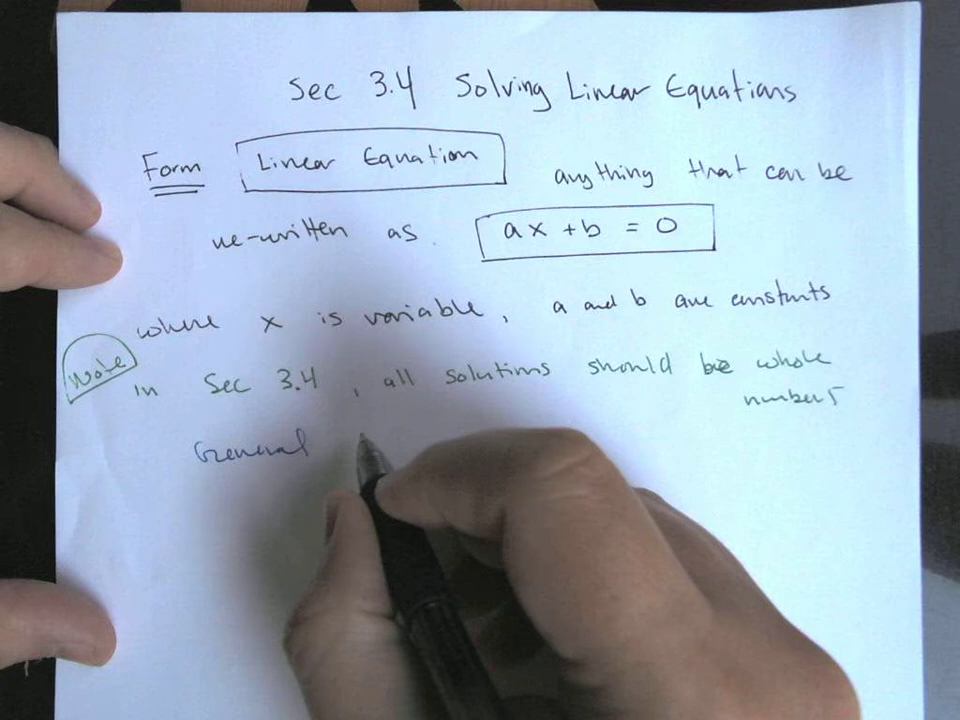 Sec 3.4 Solving Linear Equations
Form Linear Equation anything that can be
re-written as ax + b = 0
where x is variable, a and b are constants
Note In Sec 3.4, all solutions should be whole
numbers
General